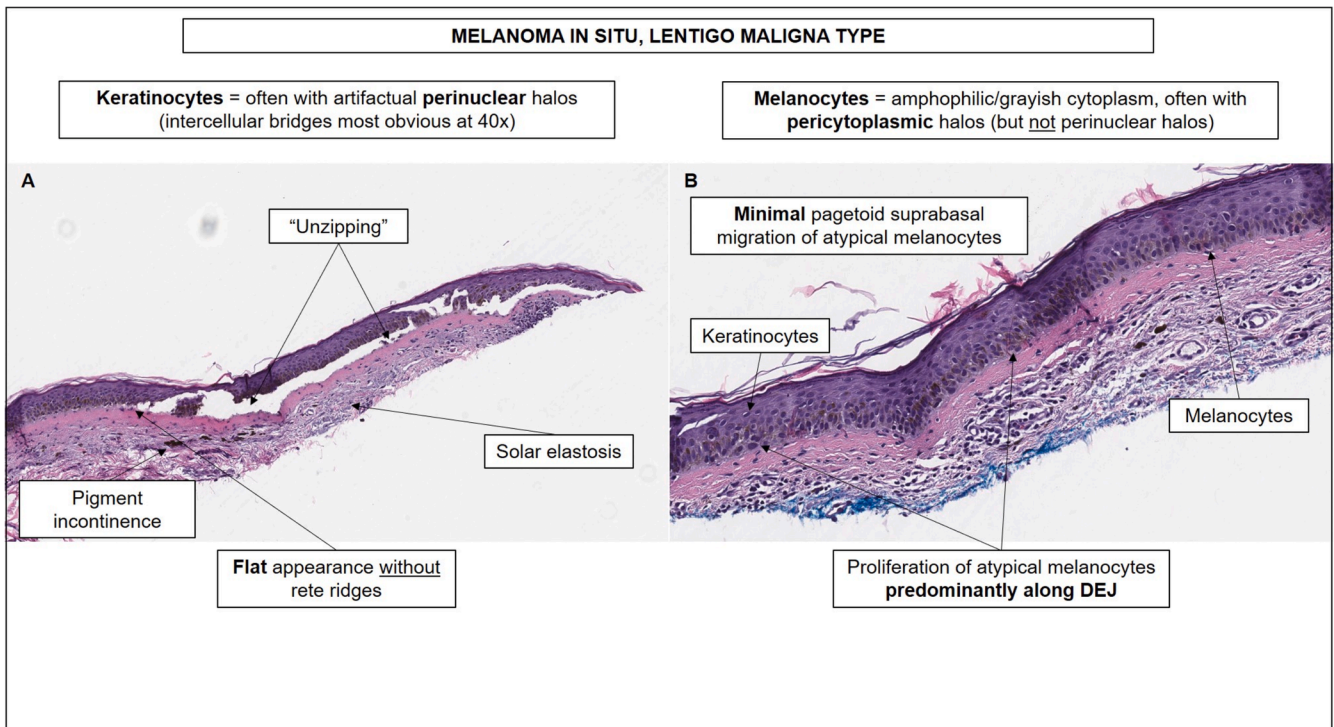 MELANOMA IN SITU, LENTIGO MALIGNA TYPE
Keratinocytes = often with artifactual perinuclear halos
(intercellular bridges most obvious at 40x)
Melanocytes = amphophilic/grayish cytoplasm, often with
pericytoplasmic halos (but not perinuclear halos)
A
"Unzipping"
Solar elastosis
Pigment
incontinence
Flat appearance without
rete ridges
B
Minimal pagetoid suprabasal
migration of atypical melanocytes
Keratinocytes
Melanocytes
Proliferation of atypical melanocytes
predominantly along DEJ